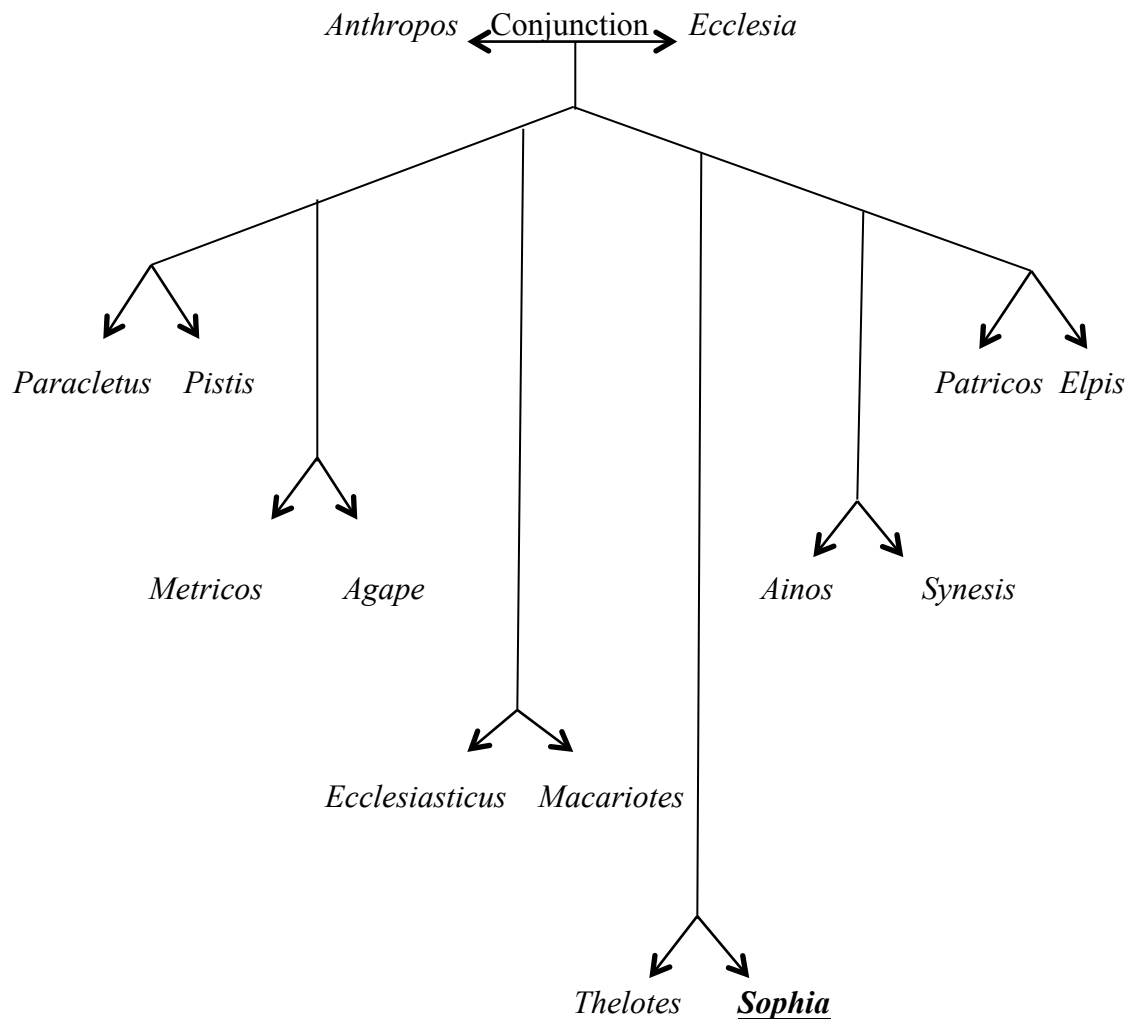 Anthropos Conjunction Ecclesia
Paracletus Pistis
Patricos Elpis
Metricos Agape
Ainos Synesis
Ecclesiasticus Macariotes
Thelotes Sophia